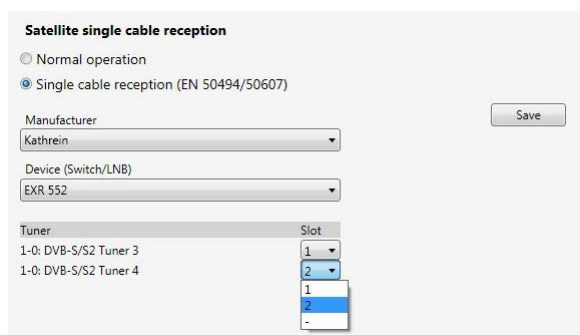 Satellite single cable reception
Normal operation
Single cable reception (EN 50494/50607)
Save
Manufacturer
Kathrein
Device (Switch/LNB)
EXR 552
Tuner Slot
1-0: DVB-S/S2 Tuner 3 1
1-0: DVB-S/S2 Tuner 4 2
1
2
-